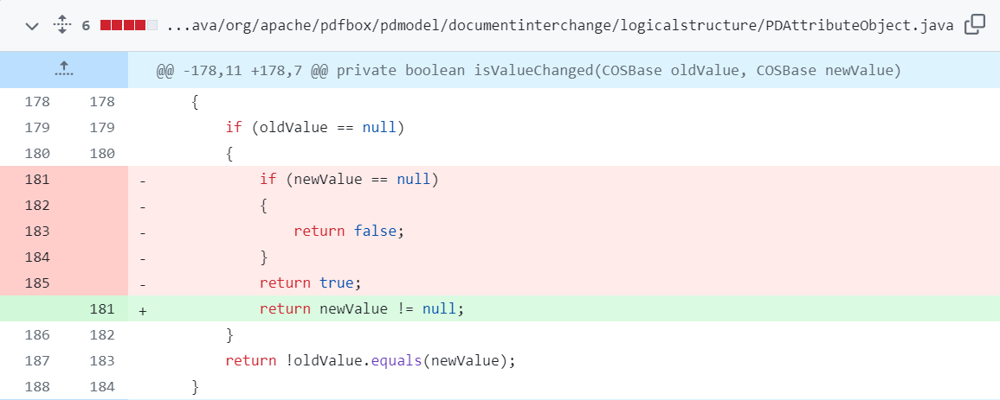 6 ...ava/org/apache/pdfbox/pdmodel/documentinterchange/logicalstructure/PDAttributeObject.java
@@ -178,11 +178,7 @@ private boolean isValueChanged(COSBase oldValue, COSBase newValue)
178 178 {
179 179 if (oldValue == null)
180 180 {
181 - if (newValue == null)
182 - {
183 - return false;
184 - }
185 - return true;
181 + return newValue != null;
186 182 }
187 183 return !oldValue.equals(newValue);
188 184 }